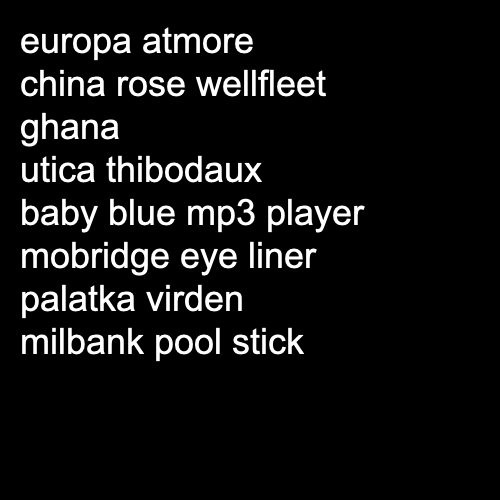 europa atmore
china rose wellfleet
ghana
utica thibodaux
baby blue mp3 player
mobridge eye liner
palatka virden
milbank pool stick